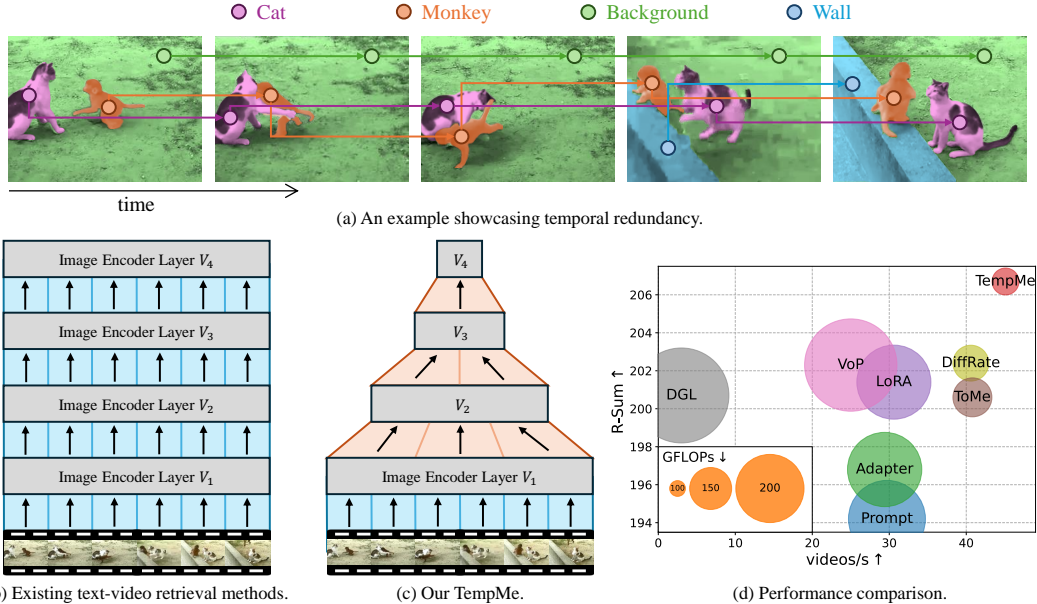 Cat Monkey Background Wall
time
(a) An example showcasing temporal redundancy.
Image Encoder Layer V4
Image Encoder Layer V3
Image Encoder Layer V2
Image Encoder Layer V1
) Existing text-video retrieval methods.
V4
V3
V2
Image Encoder Layer V1
(c) Our TempMe.
R-Sum ↑
206
204
202
200
198
196
194
TempMe
VoP
DiffRate
LoRA
DGL
ToMe
GFLOPs ↓
100 150 200
Adapter
Prompt
0 10 20 30 40
videos/s ↑
(d) Performance comparison.